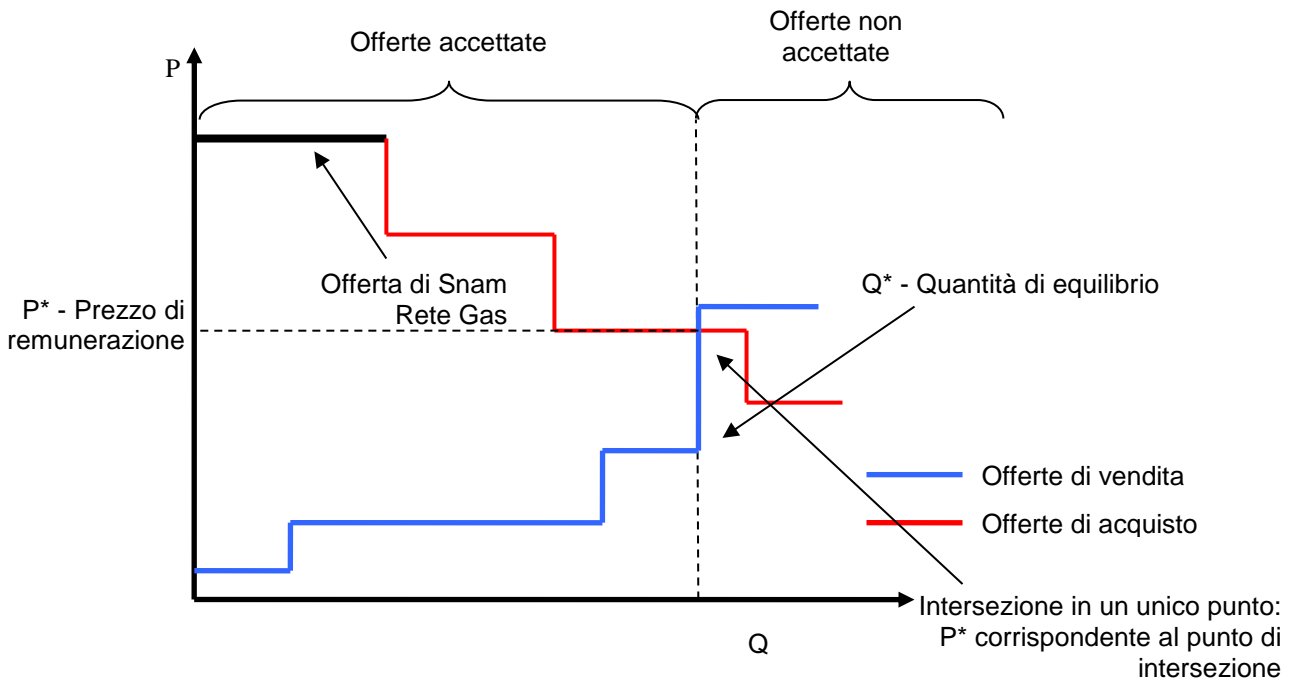 Offerte accettate
Offerte non
accettate
P
Offerta di Snam
Rete Gas
P* - Prezzo di
remunerazione
Q* - Quantità di equilibrio
Offerte di vendita
Offerte di acquisto
Q
Intersezione in un unico punto:
P* corrispondente al punto di
intersezione